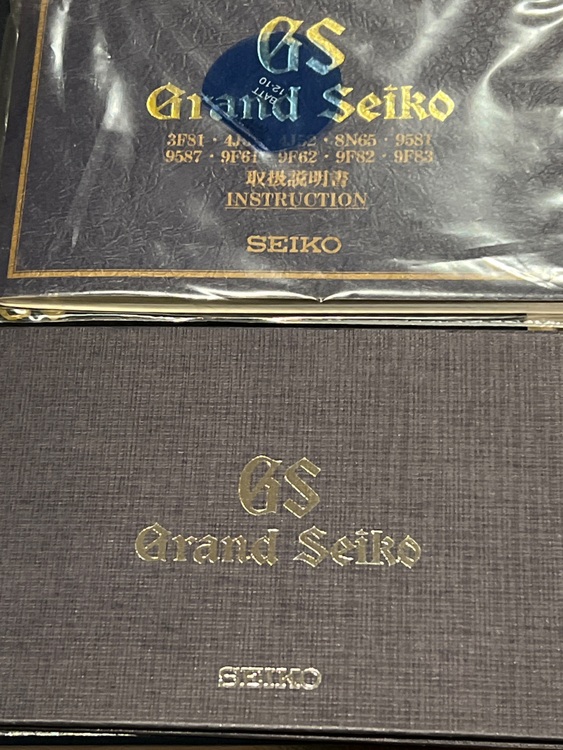 GS
BATT
12·10
Grand Seiko
3F81 · · 8N65 · 9581
9587 · 9F61 · 9F62 · 9F82 · 9F83
取扱説明書
INSTRUCTION
SEIKO
GS
Grand Seiko
SEIKO